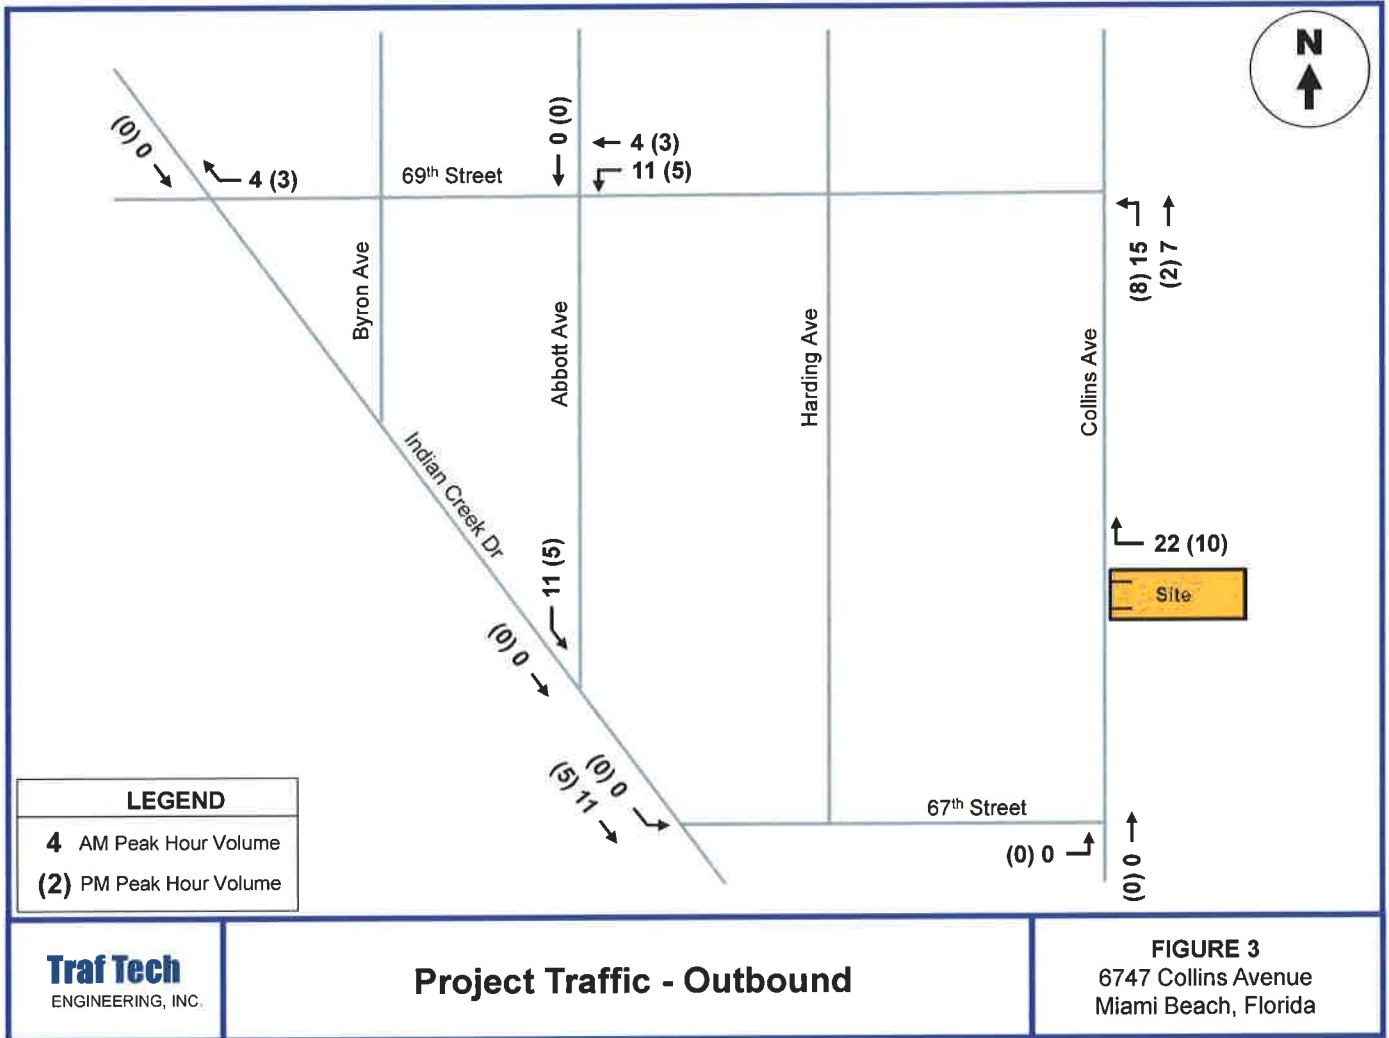 N
(0) 0
4 (3)
69th Street
0 (0)
4 (3)
11 (5)
(8) 15
(2) 7
Byron Ave
Abbott Ave
Harding Ave
Collins Ave
Indian Creek Dr
22 (10)
Site
11 (5)
(0) 0
(0) 0
(5) 11
67th Street
(0) 0
(0) 0
LEGEND
4 AM Peak Hour Volume
(2) PM Peak Hour Volume
Traf Tech
ENGINEERING, INC.
Project Traffic - Outbound
FIGURE 3
6747 Collins Avenue
Miami Beach, Florida